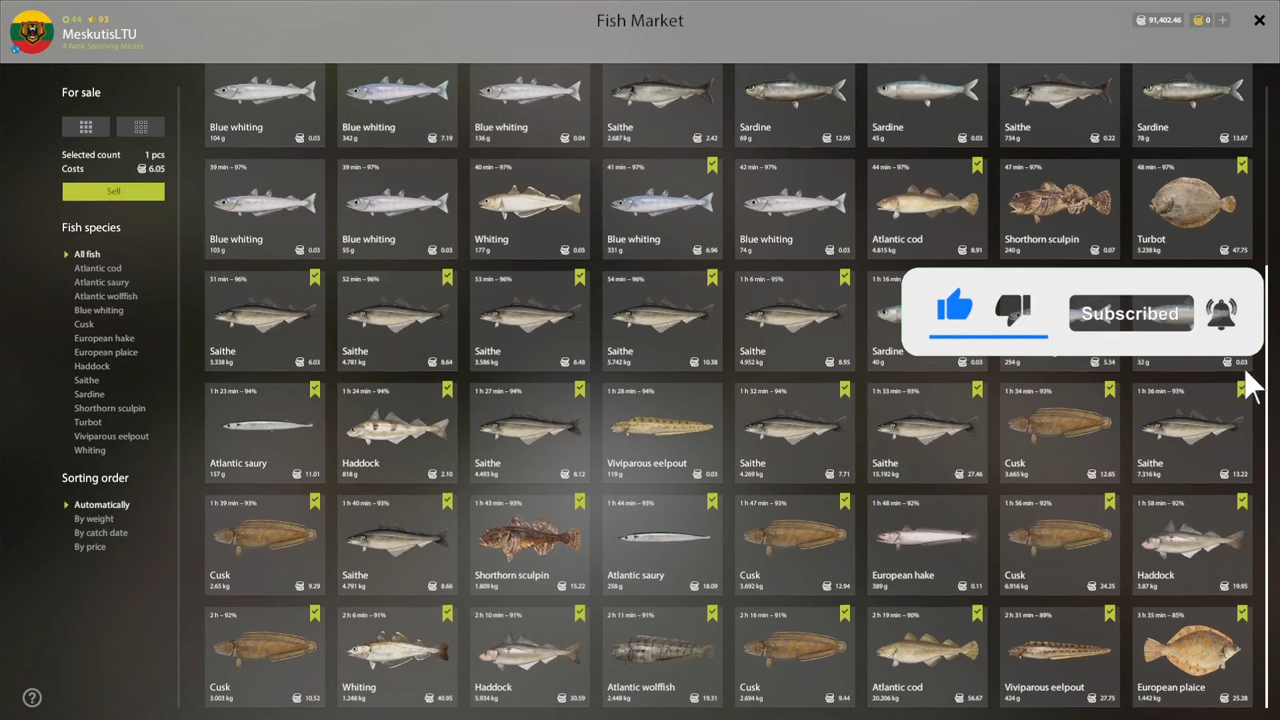 44 93
MeskutisLTU
4 Rank Spinning Master
Fish Market
91,402.46 0 +
For sale
Selected count 1 pcs
Costs 6.05
Sell
Fish species
All fish
Atlantic cod
Atlantic saury
Atlantic wolffish
Blue whiting
Cusk
European hake
European plaice
Haddock
Saithe
Sardine
Shorthorn sculpin
Turbot
Viviparous eelpout
Whiting
Sorting order
Automatically
By weight
By catch date
By price
Blue whiting Blue whiting Blue whiting Saithe Sardine Sardine Saithe Sardine
104 g 0.03 342 g 7.19 136 g 0.04 2.687 kg 2.42 69 g 12.09 45 g 0.03 734 g 0.22 78 g 13.67
39 min – 97% 39 min – 97% 40 min – 97% 41 min – 97% 42 min – 97% 44 min – 97% 47 min – 97% 48 min – 97%
Blue whiting Blue whiting Whiting Blue whiting Blue whiting Atlantic cod Shorthorn sculpin Turbot
103 g 0.03 55 g 0.03 177 g 0.05 331 g 6.96 74 g 0.03 4.815 kg 8.91 240 g 0.07 5.238 kg 47.75
51 min – 96% 52 min – 96% 53 min – 96% 54 min – 96% 1 h 6 min – 95% 1 h 16
Subscribed
Saithe Saithe Saithe Saithe Saithe Sardine
3.338 kg 6.03 4.781 kg 8.64 3.586 kg 6.48 5.742 kg 10.38 4.952 kg 8.95 40 g 0.03 254 g 5.34 32 g 0.03
1 h 23 min – 94% 1 h 24 min – 94% 1 h 27 min – 94% 1 h 28 min – 94% 1 h 32 min – 94% 1 h 33 min – 93% 1 h 34 min – 93% 1 h 36 min – 93%
Atlantic saury Haddock Saithe Viviparous eelpout Saithe Saithe Cusk Saithe
157 g 11.01 818 g 2.10 4.493 kg 8.12 119 g 0.03 4.269 kg 7.71 15.192 kg 27.46 3.665 kg 12.85 7.316 kg 13.22
1 h 39 min – 93% 1 h 40 min – 93% 1 h 43 min – 93% 1 h 44 min – 93% 1 h 47 min – 93% 1 h 48 min – 92% 1 h 56 min – 92% 1 h 58 min – 92%
Cusk Saithe Shorthorn sculpin Atlantic saury Cusk European hake Cusk Haddock
2.65 kg 9.29 4.791 kg 8.66 1.809 kg 15.22 258 g 18.09 3.692 kg 12.94 389 g 0.11 6.916 kg 24.25 3.87 kg 19.95
2 h – 92% 2 h 6 min – 91% 2 h 10 min – 91% 2 h 11 min – 91% 2 h 16 min – 91% 2 h 19 min – 90% 2 h 31 min – 89% 3 h 35 min – 85%
Cusk Whiting Haddock Atlantic wolffish Cusk Atlantic cod Viviparous eelpout European plaice
3.003 kg 10.52 1.248 kg 40.95 5.934 kg 30.59 2.448 kg 19.31 2.694 kg 9.44 20.206 kg 56.67 424 g 27.75 1.442 kg 25.28
?